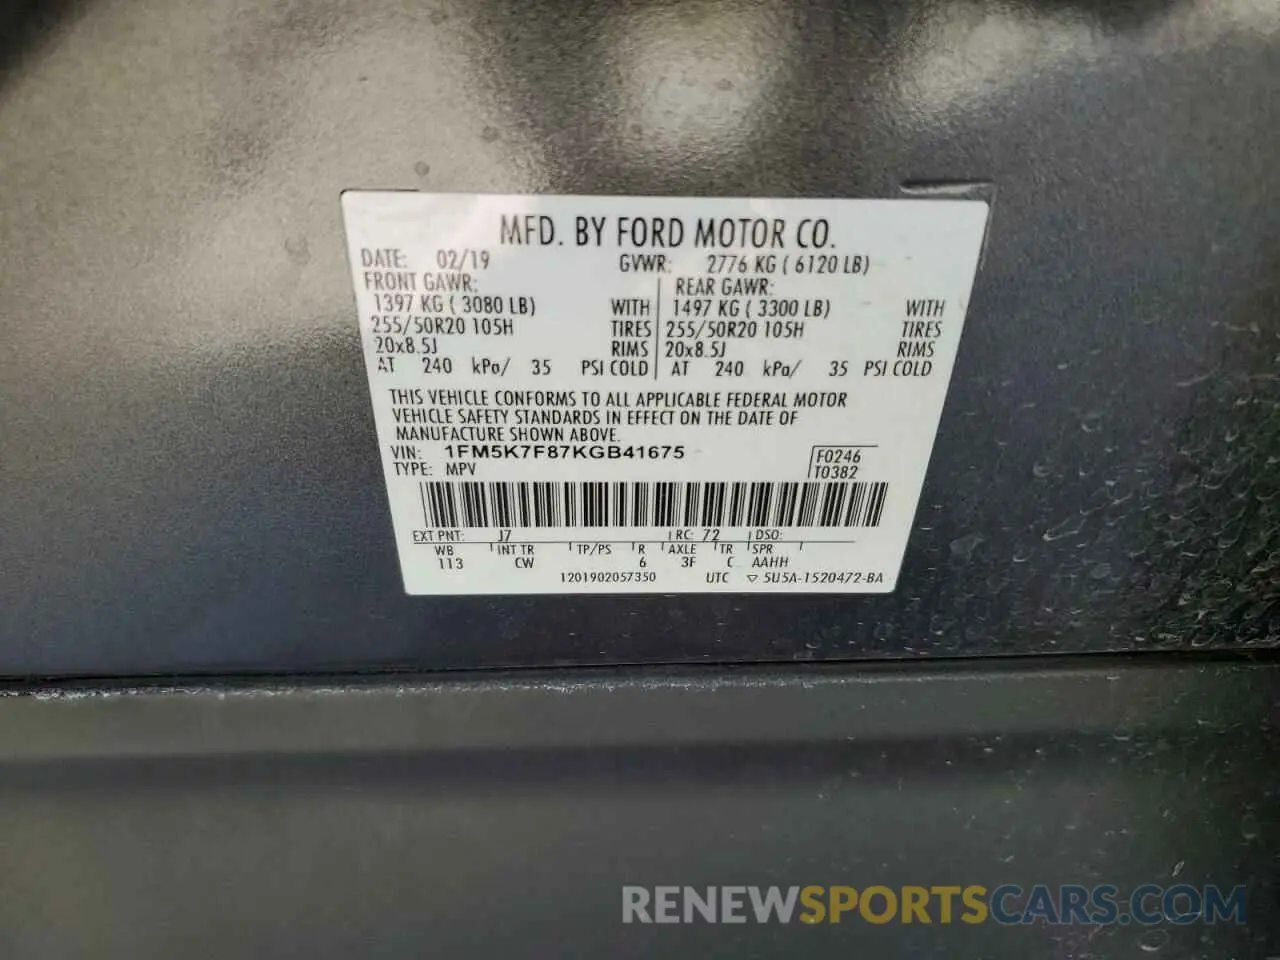 MFD. BY FORD MOTOR CO.
DATE: 02/19 GVWR: 2776 KG ( 6120 LB)
FRONT GAWR: REAR GAWR:
1397 KG ( 3080 LB) WITH 1497 KG ( 3300 LB) WITH
255/50R20 105H TIRES 255/50R20 105H TIRES
20x8.5J RIMS 20x8.5J RIMS
AT 240 kPa/ 35 PSI COLD AT 240 kPa/ 35 PSI COLD
THIS VEHICLE CONFORMS TO ALL APPLICABLE FEDERAL MOTOR
VEHICLE SAFETY STANDARDS IN EFFECT ON THE DATE OF
MANUFACTURE SHOWN ABOVE.
VIN: 1FM5K7F87KGB41675 F0246
TYPE: MPV T0382
EXT PNT: J7 RC: 72 DSO:
WB INT TR TP/PS R AXLE TR SPR
113 CW 6 3F C AAHH
1201902057350 UTC ▽ 5U5A-1520472-BA
RENEWSPORTSCARS.COM